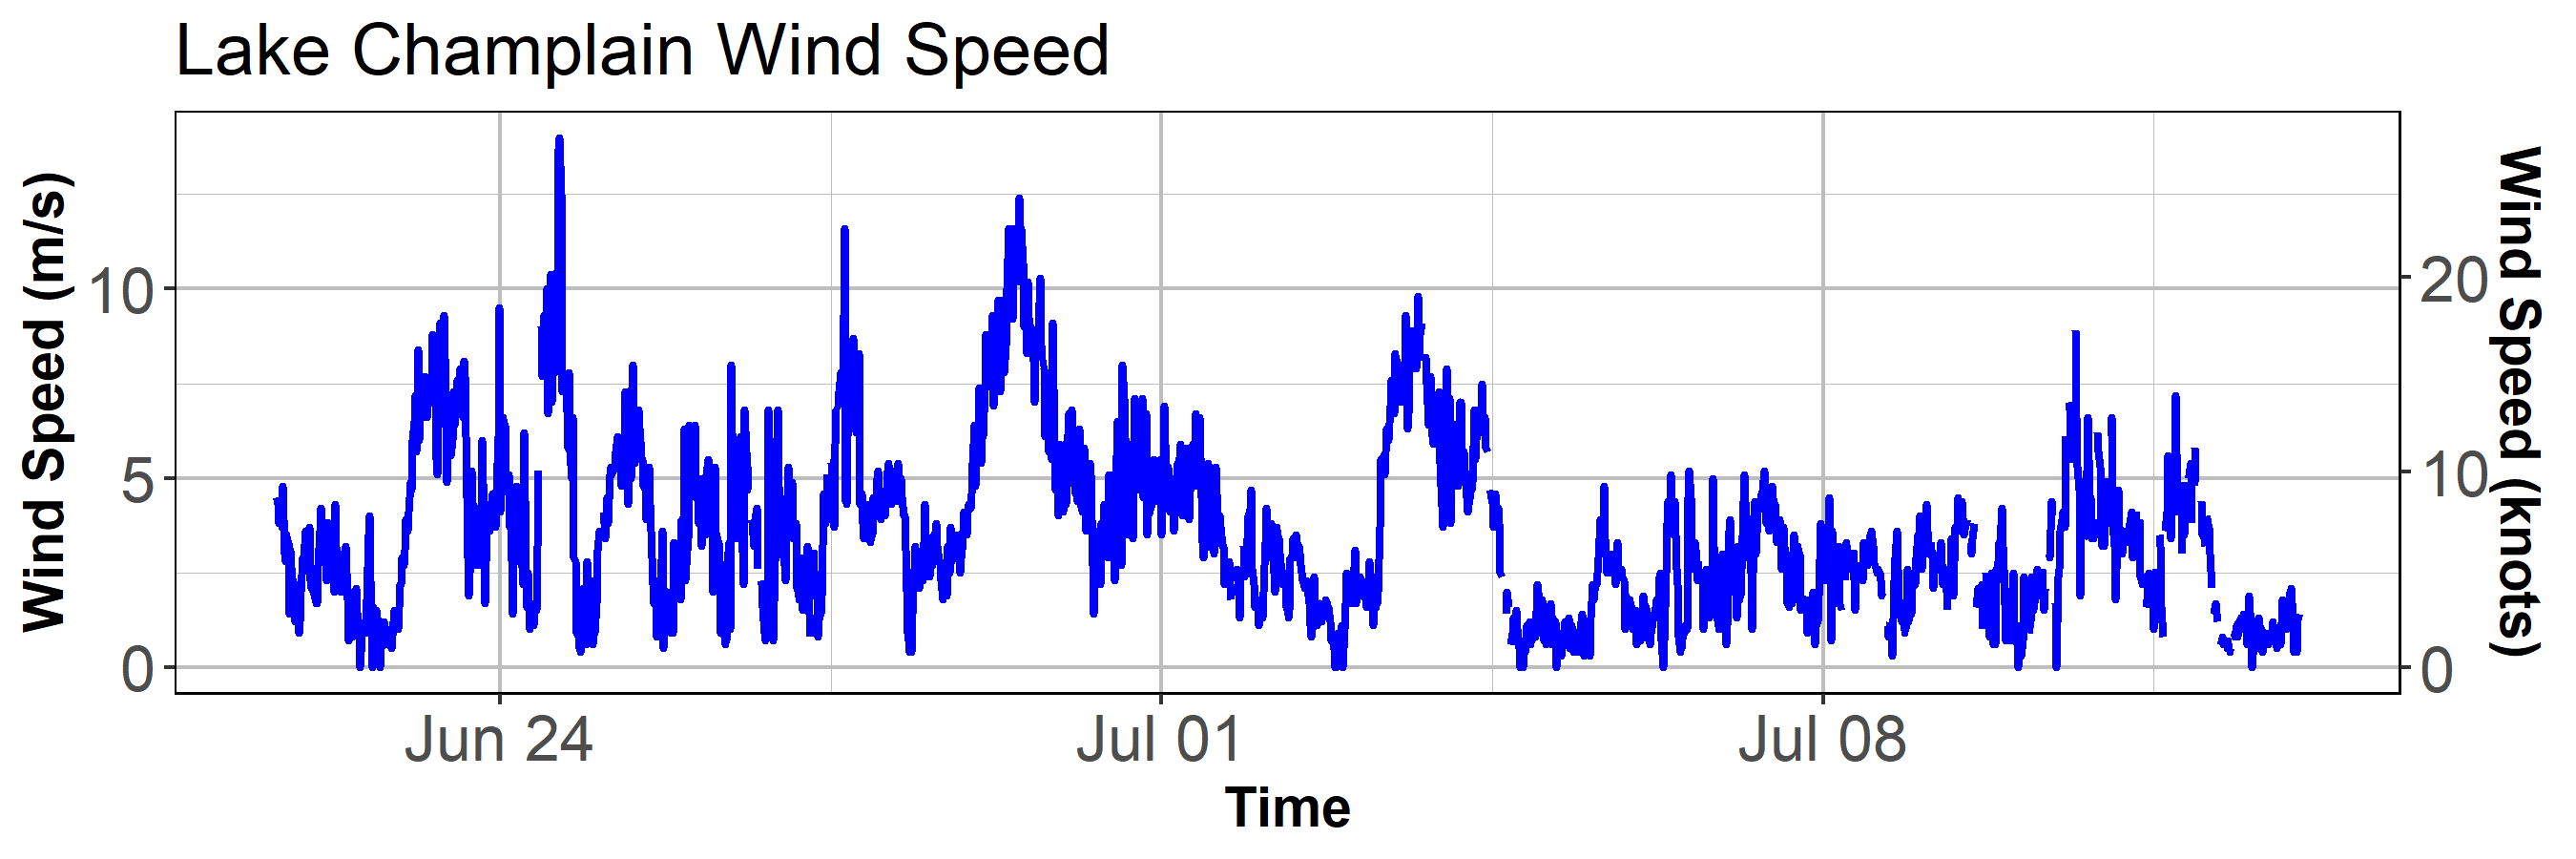 Lake Champlain Wind Speed
Wind Speed (m/s)
10
5
0
20
10
0
Wind Speed (knots)
Jun 24
Jul 01
Jul 08
Time